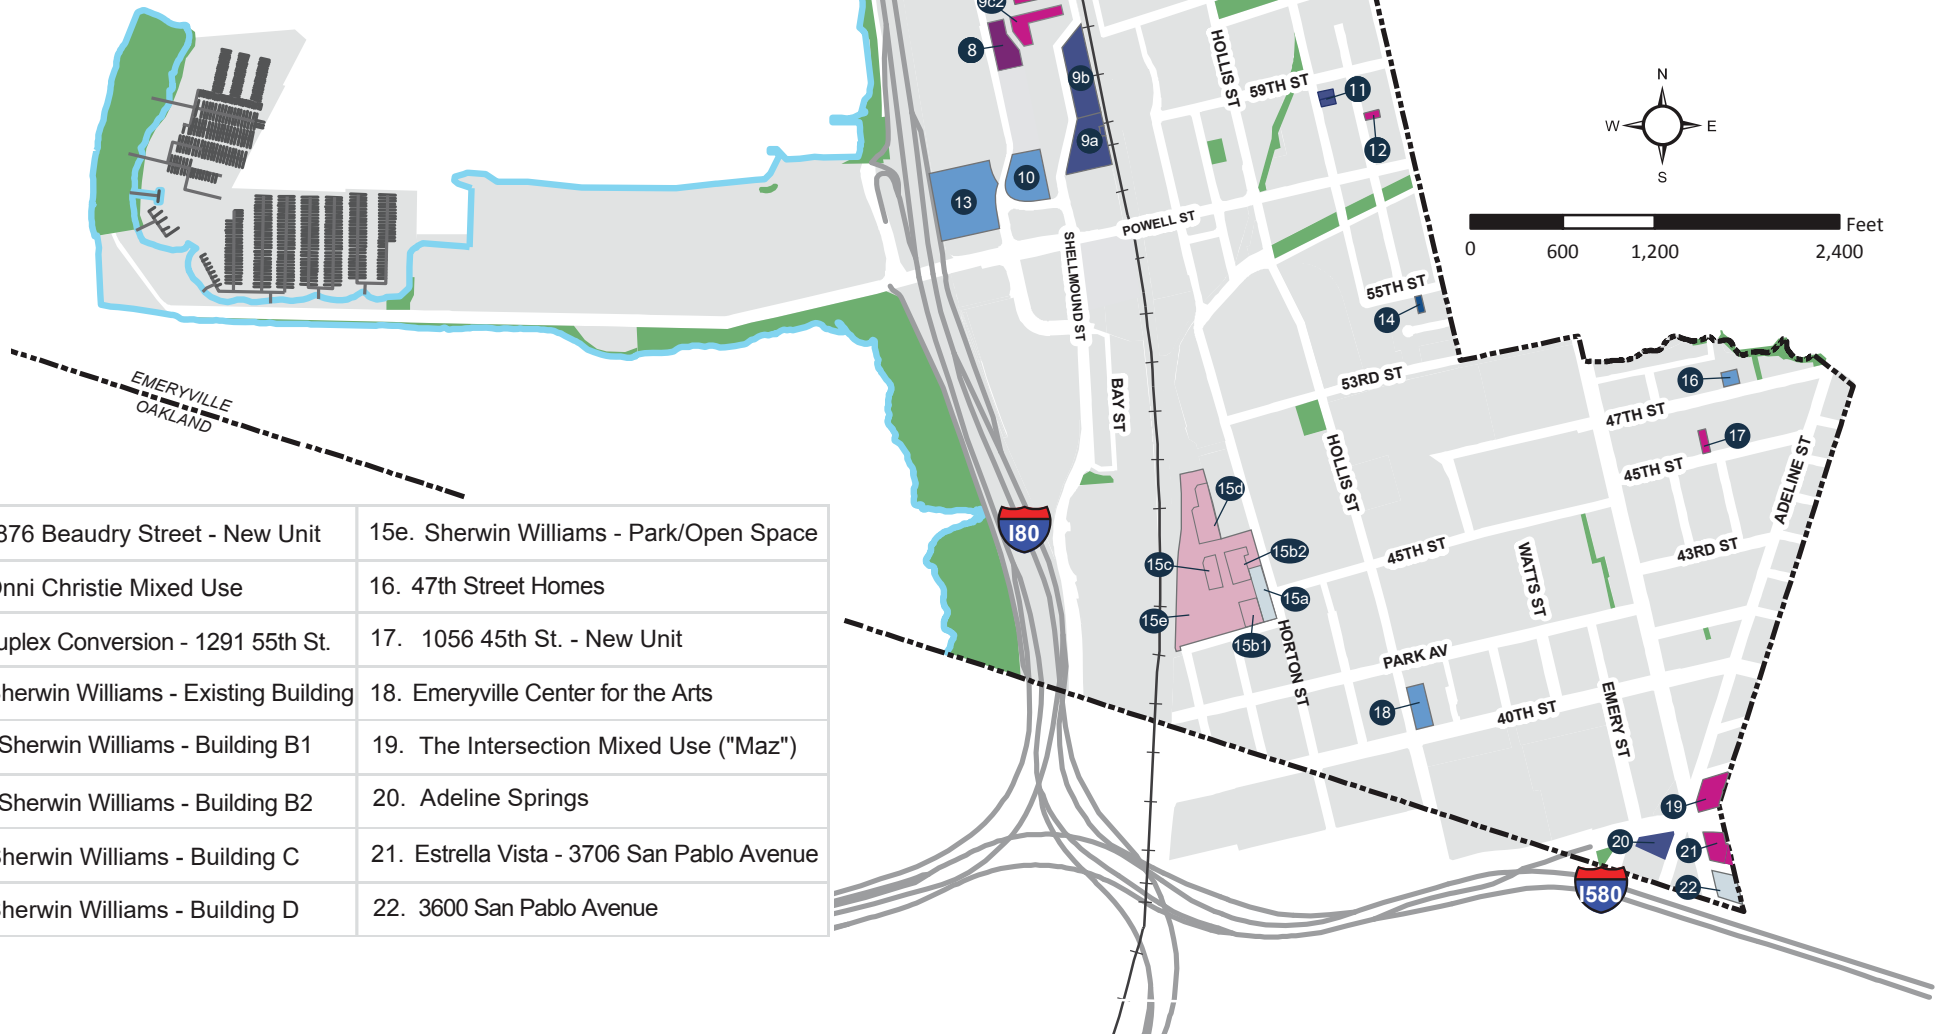 9c2
8
9b
9a
HOLLIS ST
59TH ST
11
12
N
W
E
S
10
13
POWELL ST
SHELLMOUND ST
Feet
0
600
1,200
2,400
55TH ST
14
EMERYVILLE
OAKLAND
53RD ST
BAY ST
16
47TH ST
17
45TH ST
ADELINE ST
HOLLIS ST
I80
15d
15c
15b2
15a
15e
15b1
HORTON ST
45TH ST
WATTS ST
43RD ST
PARK AV
18
40TH ST
EMERY ST
19
20
21
22
I580
876 Beaudry Street - New Unit
15e. Sherwin Williams - Park/Open Space
Onni Christie Mixed Use
16. 47th Street Homes
uplex Conversion - 1291 55th St.
17. 1056 45th St. - New Unit
Sherwin Williams - Existing Building
18. Emeryville Center for the Arts
Sherwin Williams - Building B1
19. The Intersection Mixed Use ("Maz")
Sherwin Williams - Building B2
20. Adeline Springs
Sherwin Williams - Building C
21. Estrella Vista - 3706 San Pablo Avenue
Sherwin Williams - Building D
22. 3600 San Pablo Avenue